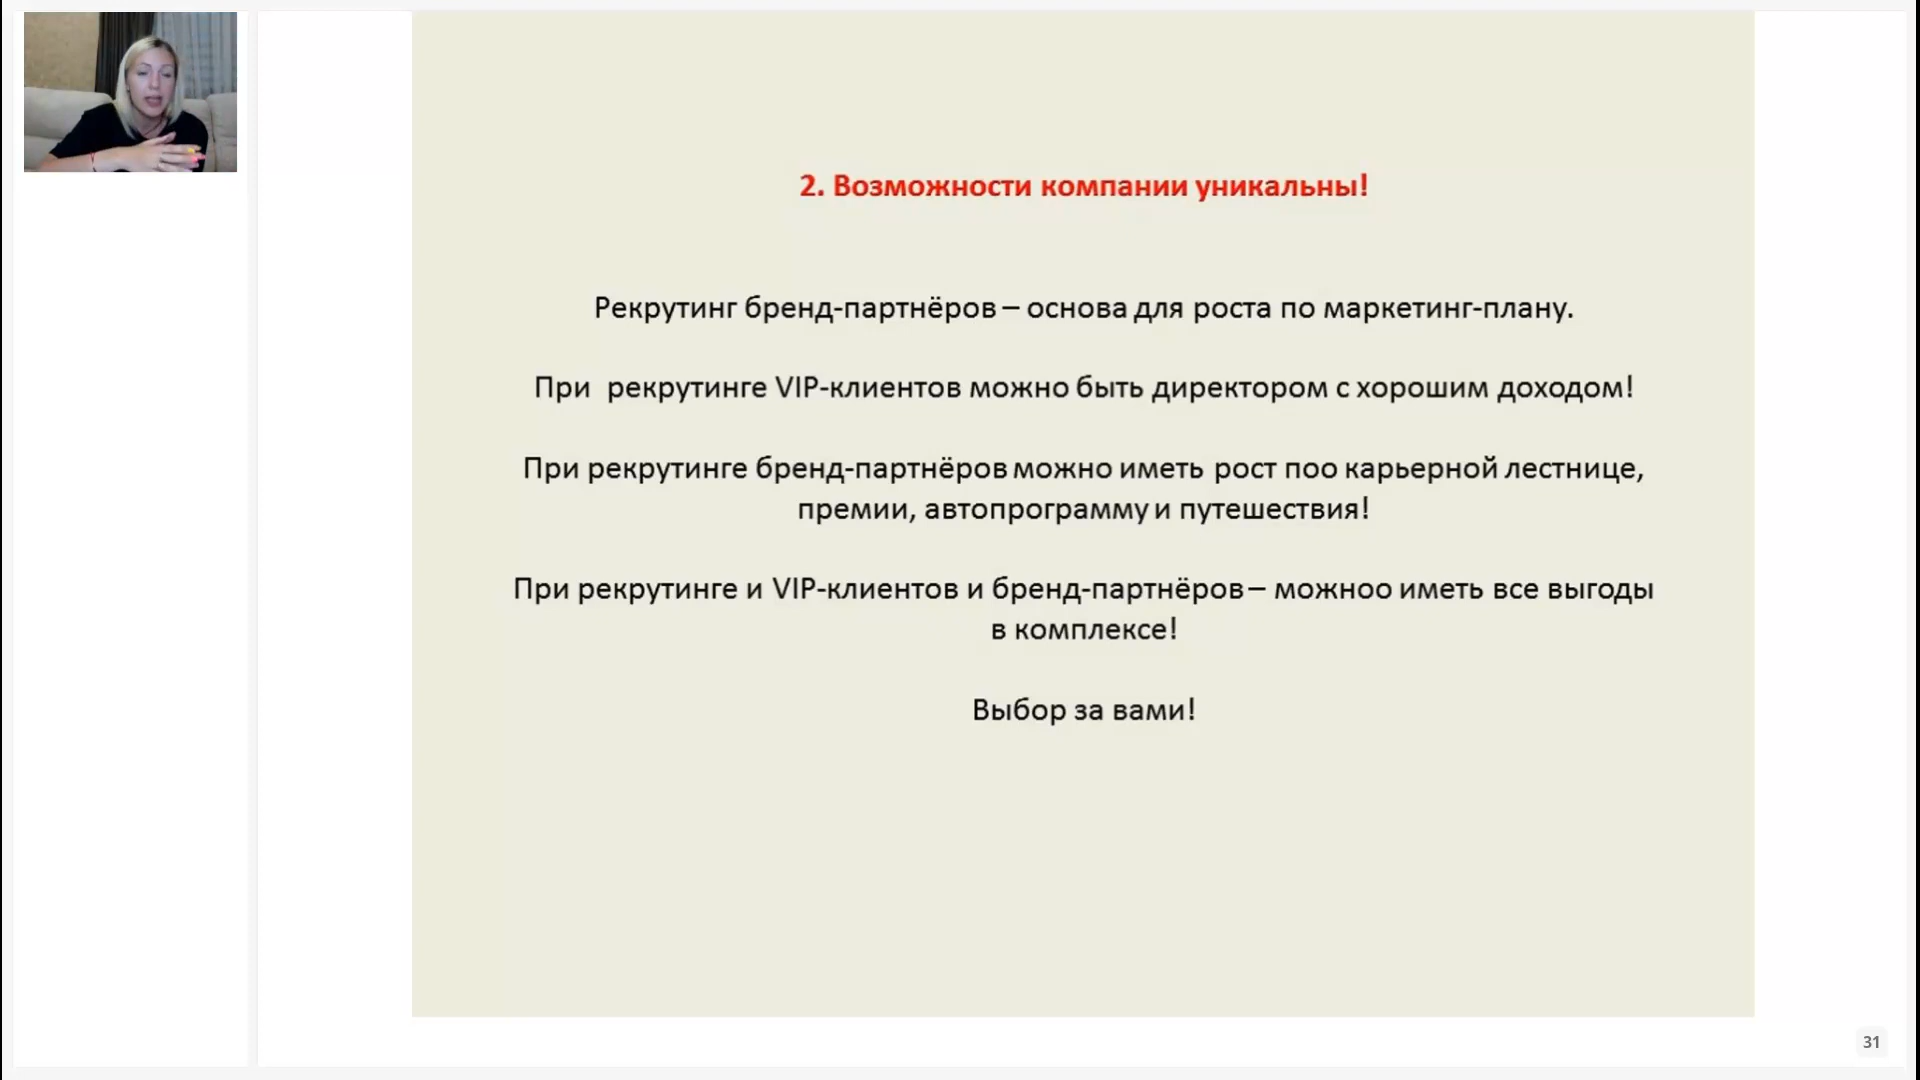 2. Возможности компании уникальны!
Рекрутинг бренд-партнёров – основа для роста по маркетинг-плану.
При рекрутинге VIP-клиентов можно быть директором с хорошим доходом!
При рекрутинге бренд-партнёров можно иметь рост поо карьерной лестнице,
премии, автопрограмму и путешествия!
При рекрутинге и VIP-клиентов и бренд-партнёров – можноо иметь все выгоды
в комплексе!
Выбор за вами!
31